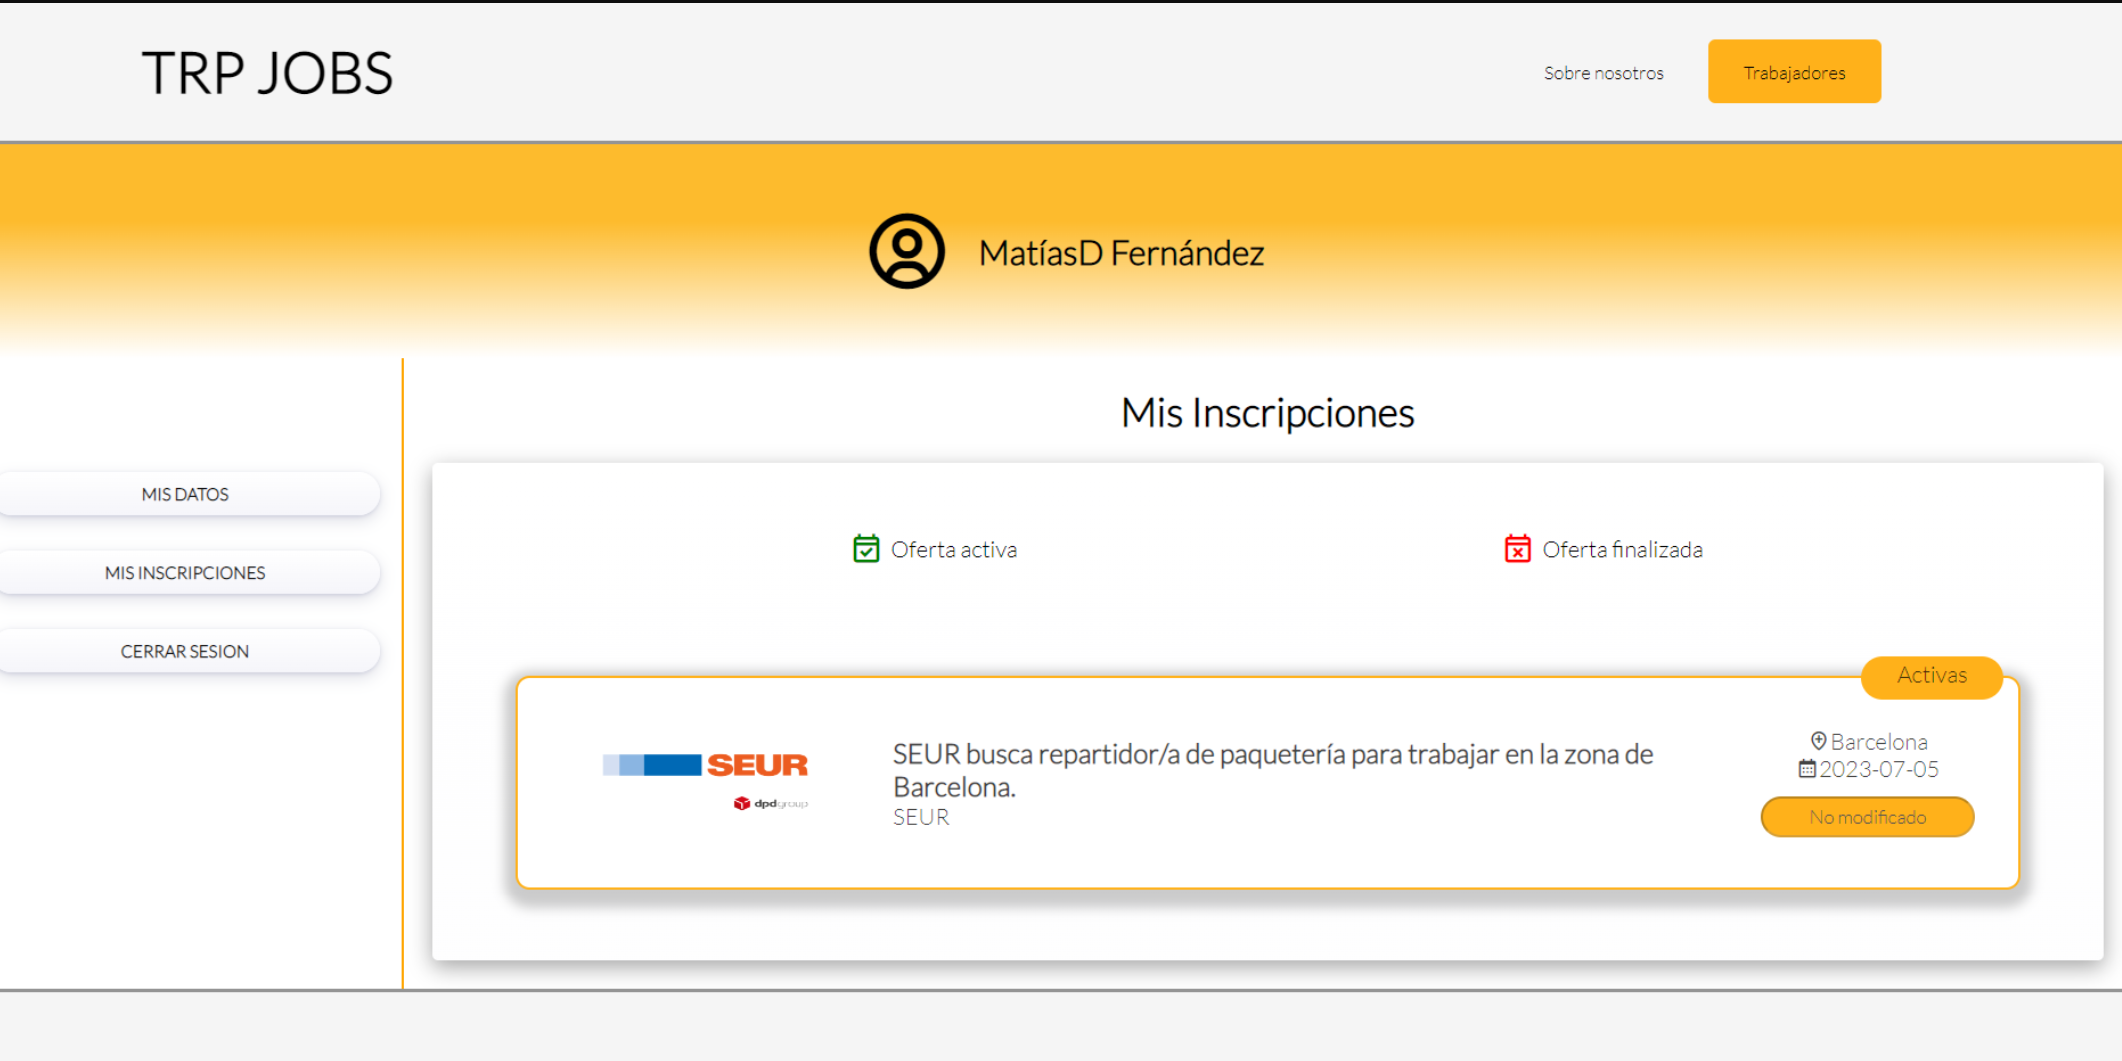 TRP JOBS
Sobre nosotros
Trabajadores
MatíasD Fernández
MIS DATOS
MIS INSCRIPCIONES
CERRAR SESION
Mis Inscripciones
Oferta activa
Oferta finalizada
Activas
SEUR
dpdgroup
SEUR busca repartidor/a de paquetería para trabajar en la zona de
Barcelona.
SEUR
Barcelona
2023-07-05
No modificado